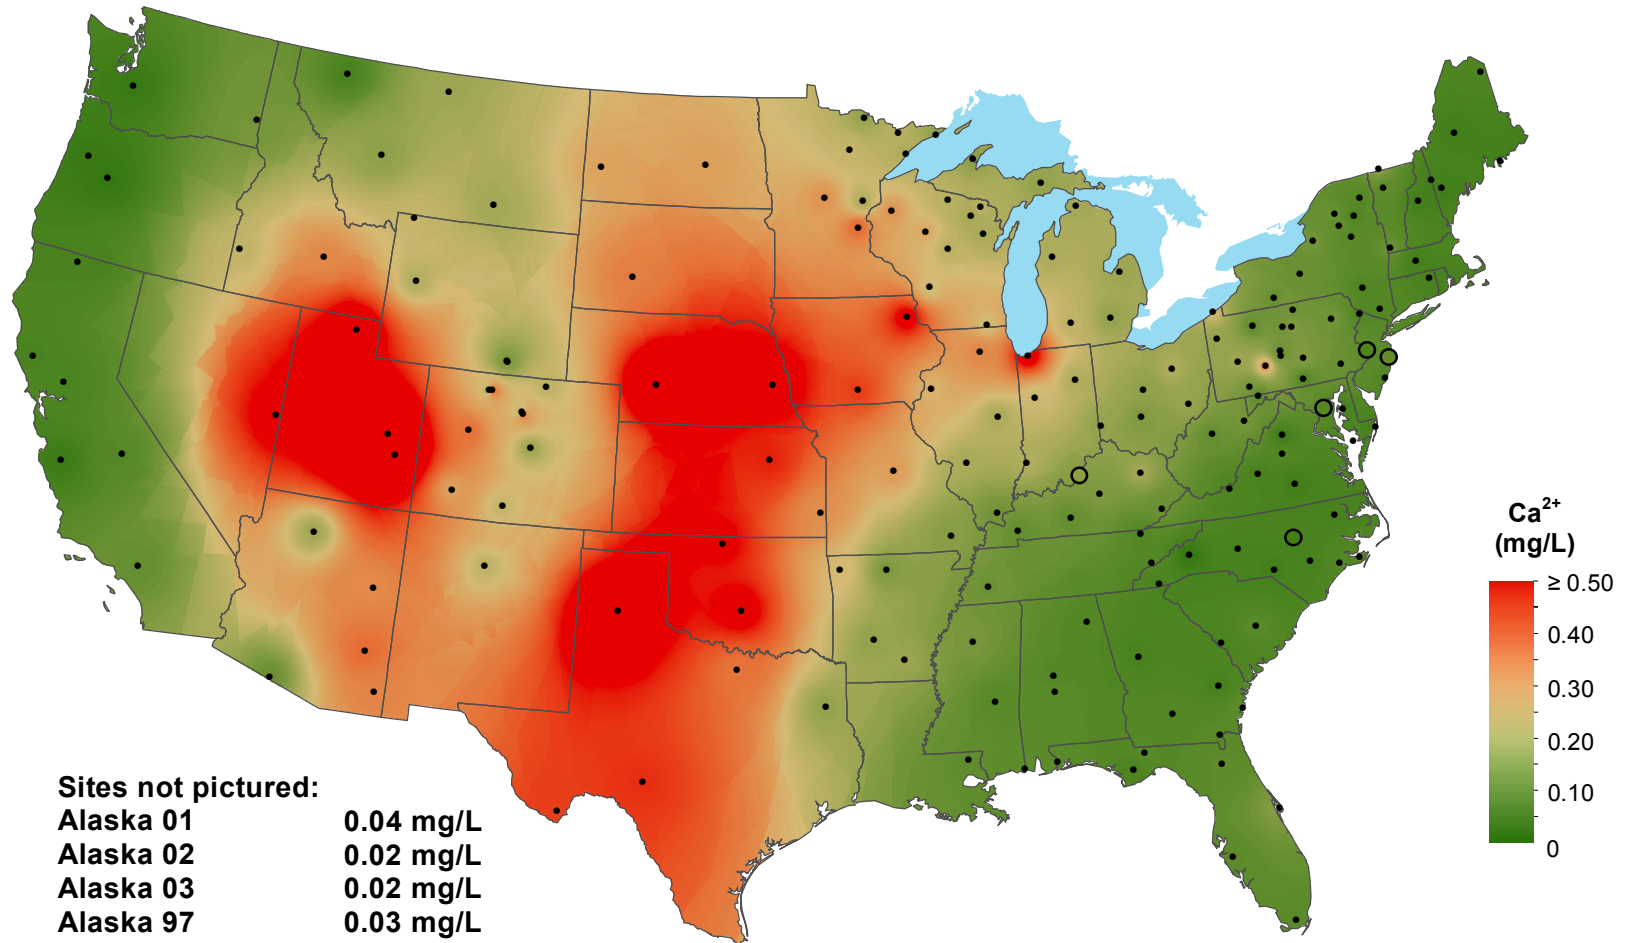 Ca2+
(mg/L)
≥ 0.50
0.40
0.30
0.20
0.10
0
Sites not pictured:
Alaska 01 0.04 mg/L
Alaska 02 0.02 mg/L
Alaska 03 0.02 mg/L
Alaska 97 0.03 mg/L